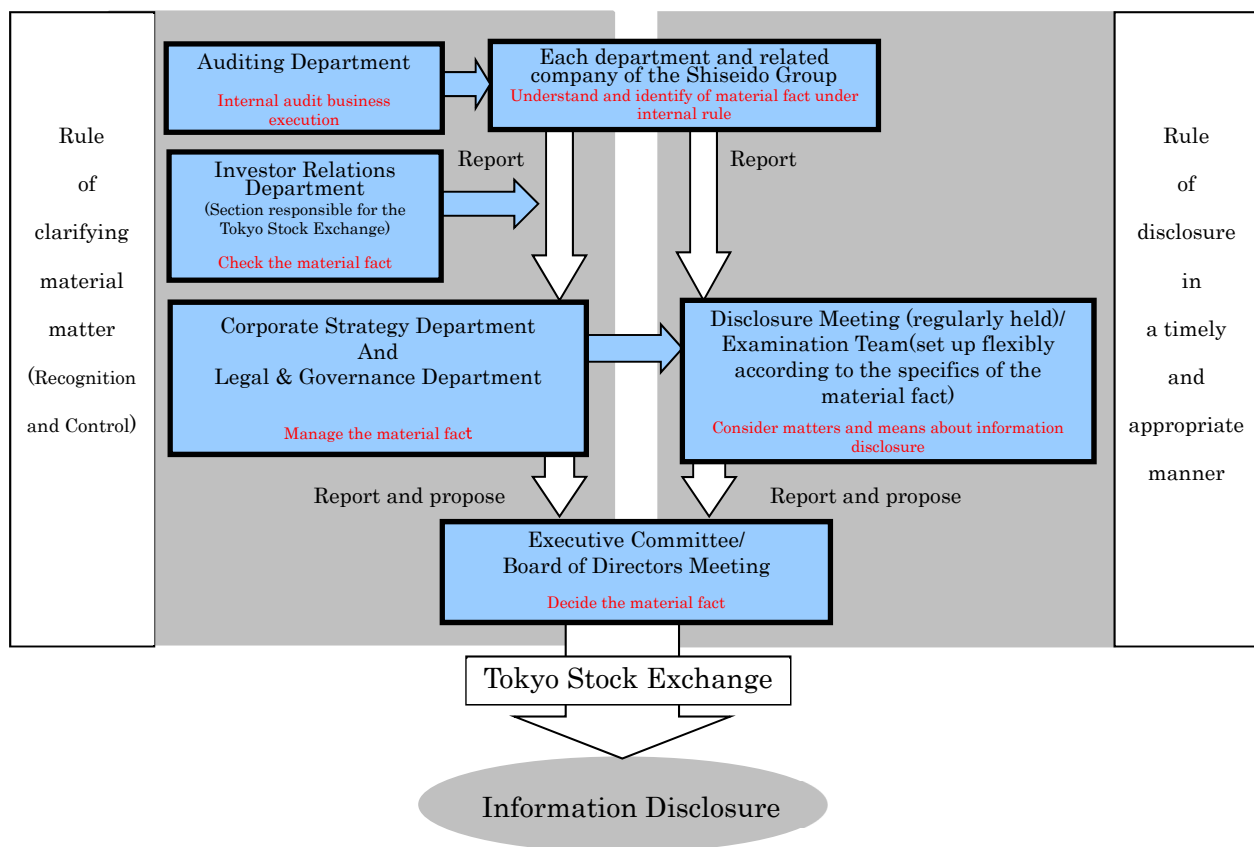 Rule
of
clarifying
material
matter
(Recognition
and Control)
Auditing Department
Internal audit business
execution
Each department and related
company of the Shiseido Group
Understand and identify of material fact under
internal rule
Report
Report
Investor Relations
Department
(Section responsible for the
Tokyo Stock Exchange)
Check the material fact
Corporate Strategy Department
And
Legal & Governance Department
Manage the material fact
Disclosure Meeting (regularly held)/
Examination Team(set up flexibly
according to the specifics of the
material fact)
Consider matters and means about information
disclosure
Report and propose
Report and propose
Executive Committee/
Board of Directors Meeting
Decide the material fact
Tokyo Stock Exchange
Information Disclosure
Rule
of
disclosure
in
a timely
and
appropriate
manner